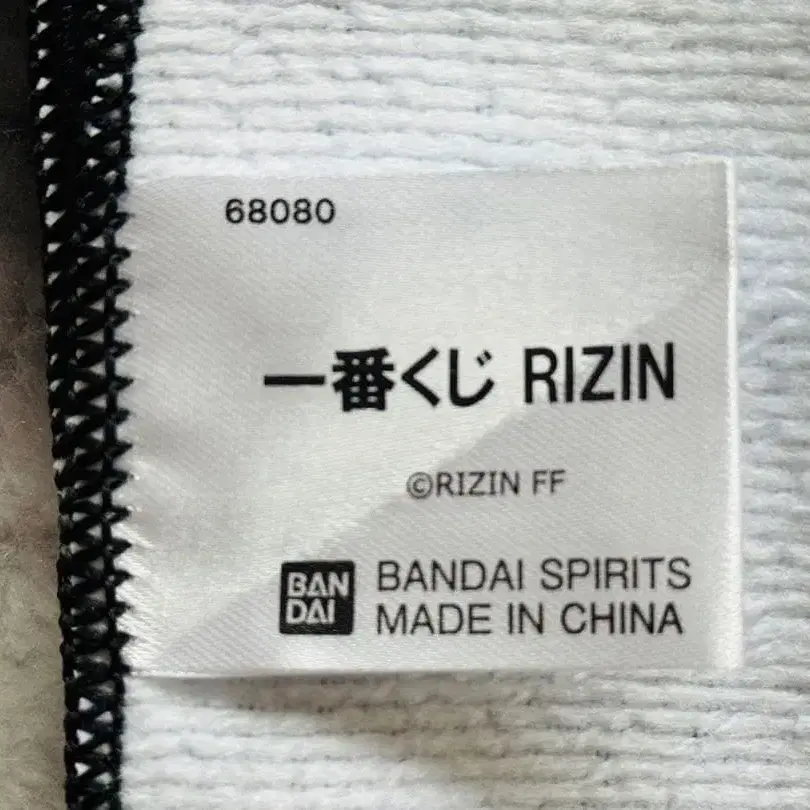 68080
一番くじ RIZIN
©RIZIN FF
BAN
DAI
BANDAI SPIRITS
MADE IN CHINA